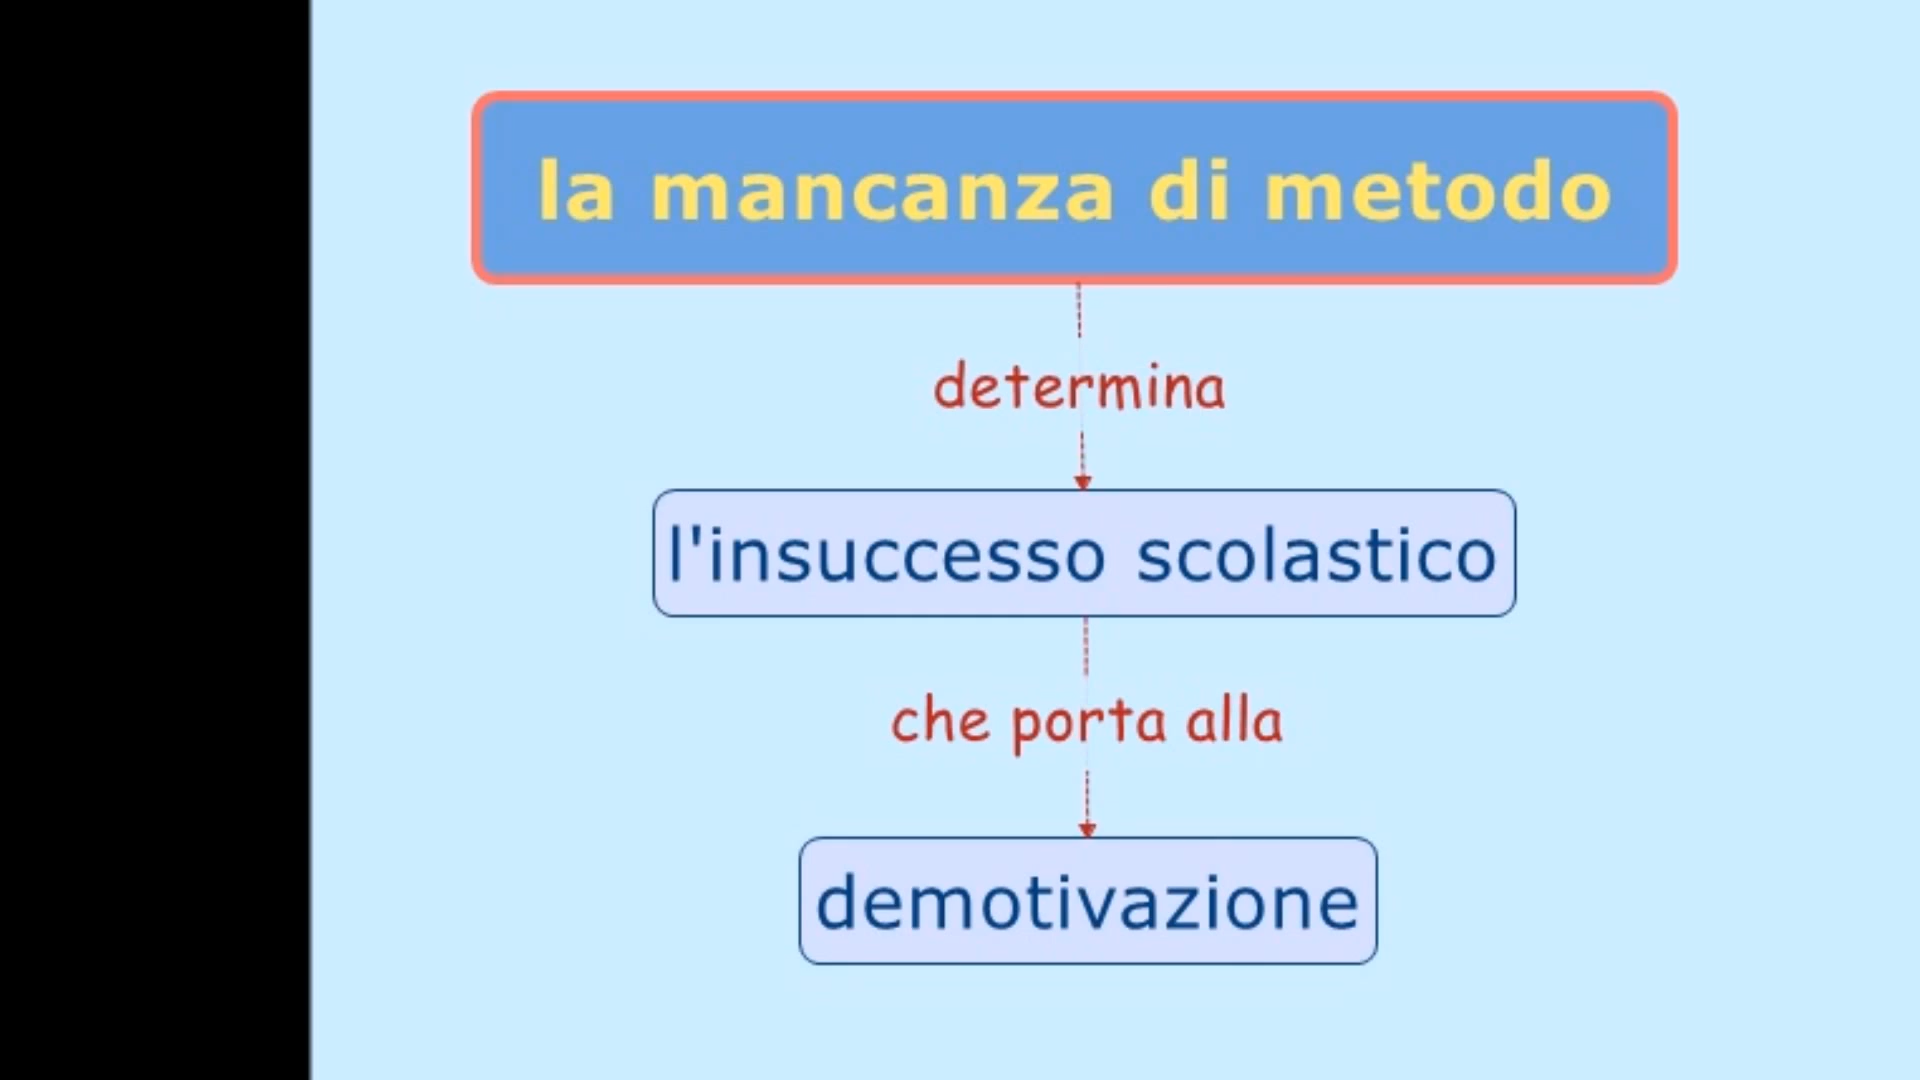 la mancanza di metodo
determina
l'insuccesso scolastico
che porta alla
demotivazione